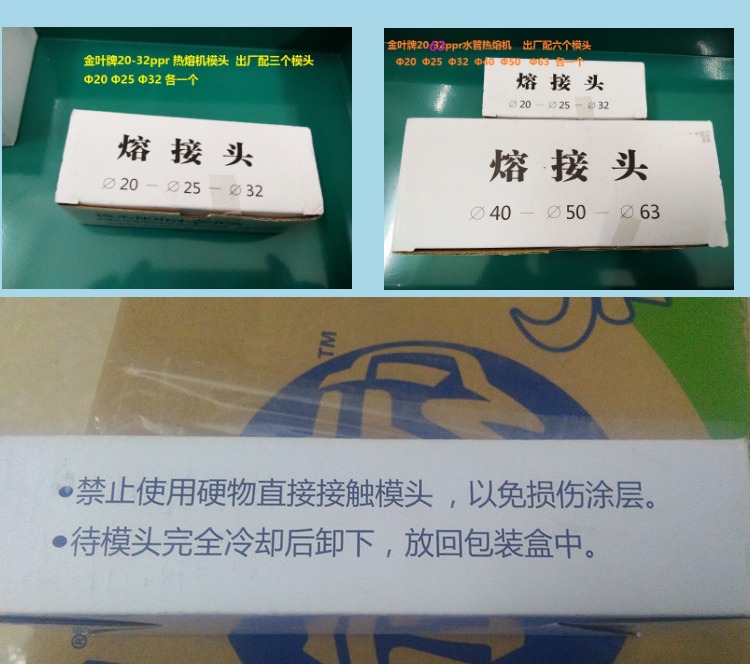 金叶牌20-32ppr 热熔机模头 出厂配三个模头
Φ20 Φ25 Φ32 各一个
熔接头
∅20 — ∅25 — ∅32
金叶牌20-63ppr水管热熔机 出厂配六个模头
Φ20 Φ25 Φ32 Φ40 Φ50 Φ63 各一个
熔接头
∅20 — ∅25 — ∅32
熔接头
∅40 — ∅50 — ∅63
TM
•禁止使用硬物直接接触模头，以免损伤涂层。
•待模头完全冷却后卸下，放回包装盒中。
®